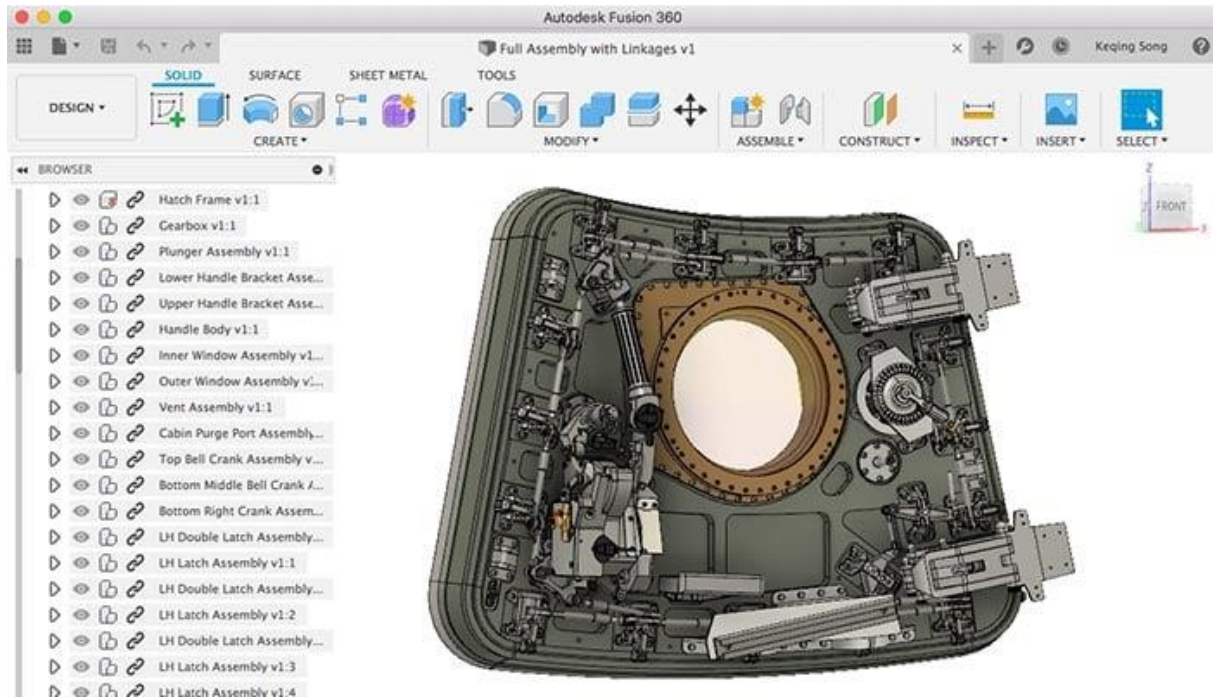 Autodesk Fusion 360
Full Assembly with Linkages v1
Keqing Song
DESIGN
SOLID SURFACE SHEET METAL TOOLS
CREATE MODIFY ASSEMBLE CONSTRUCT INSPECT INSERT SELECT
BROWSER
Z
FRONT
X
Hatch Frame v1:1
Gearbox v1:1
Plunger Assembly v1:1
Lower Handle Bracket Asse...
Upper Handle Bracket Asse...
Handle Body v1:1
Inner Window Assembly v1...
Outer Window Assembly v:...
Vent Assembly v1:1
Cabin Purge Port Assembly...
Top Bell Crank Assembly v...
Bottom Middle Bell Crank A...
Bottom Right Crank Assem...
LH Double Latch Assembly...
LH Latch Assembly v1:1
LH Double Latch Assembly...
LH Latch Assembly v1:2
LH Double Latch Assembly...
LH Latch Assembly v1:3
LH Latch Assembly v1:4